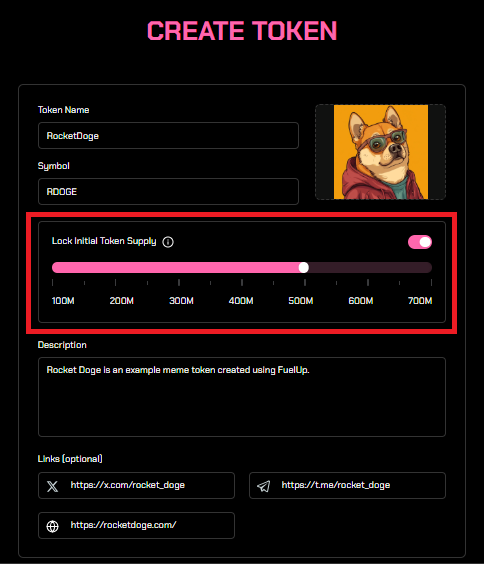 CREATE TOKEN
Token Name
RocketDoge
Symbol
RDOGE
Lock Initial Token Supply
100M 200M 300M 400M 500M 600M 700M
Description
Rocket Doge is an example meme token created using FuelUp.
Links (optional)
https://x.com/rocket_doge https://t.me/rocket_doge
https://rocketdoge.com/